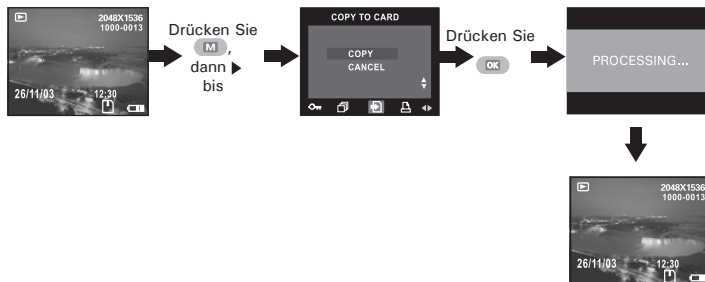 2048X1536
1000-0013
26/11/03 12:30
Drücken Sie
M ,
dann
bis
COPY TO CARD
COPY
CANCEL
Drücken Sie
OK
PROCESSING...
2048X1536
1000-0013
26/11/03 12:30